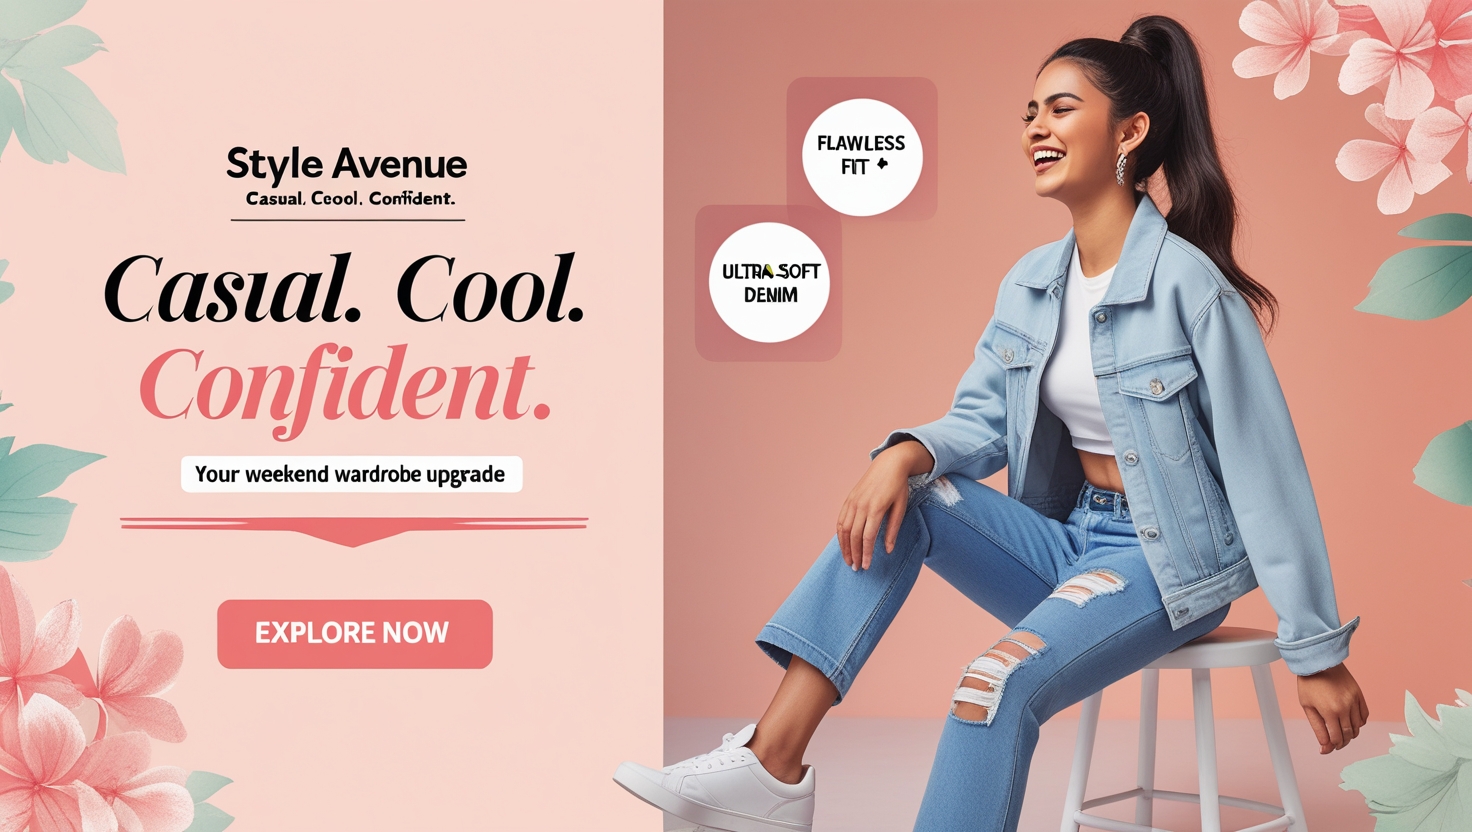 Style Avenue
Casual. Ceool. Confident.
Casual. Cool.
Confident.
Your weekend wardrobe upgrade
EXPLORE NOW
FLAWLESS
FIT
ULTRA SOFT
DENIM